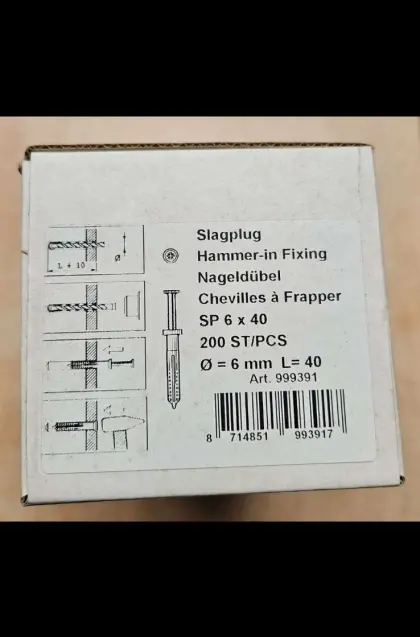 L + 10
Ø
Slagplug
Hammer-in Fixing
Nageldübel
Chevilles à Frapper
SP 6 x 40
200 ST/PCS
Ø = 6 mm L= 40
Art. 999391
8 714851 993917